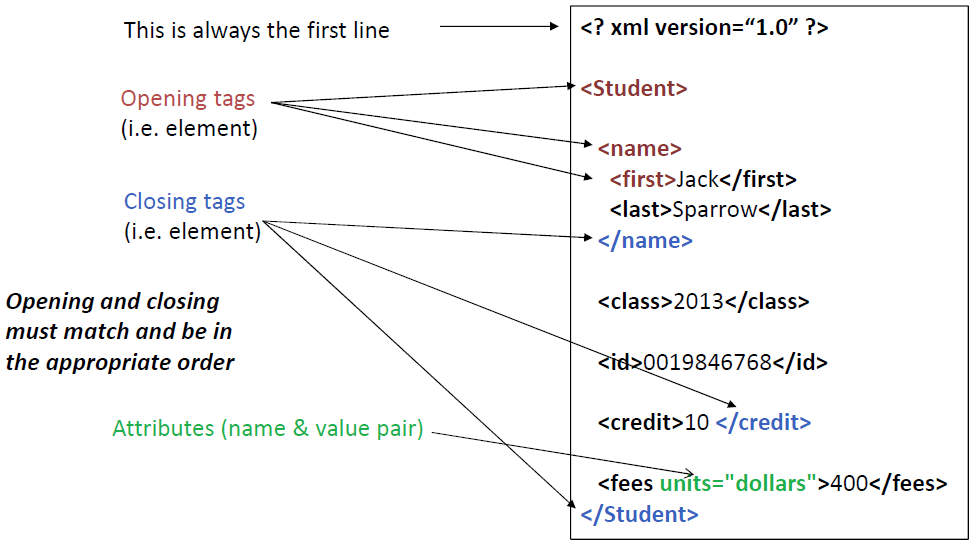 This is always the first line
Opening tags
(i.e. element)
Closing tags
(i.e. element)
Opening and closing
must match and be in
the appropriate order
Attributes (name & value pair)
<? xml version=“1.0” ?>
<Student>
<name>
<first>Jack</first>
<last>Sparrow</last>
</name>
<class>2013</class>
<id>0019846768</id>
<credit>10 </credit>
<fees units="dollars">400</fees>
</Student>